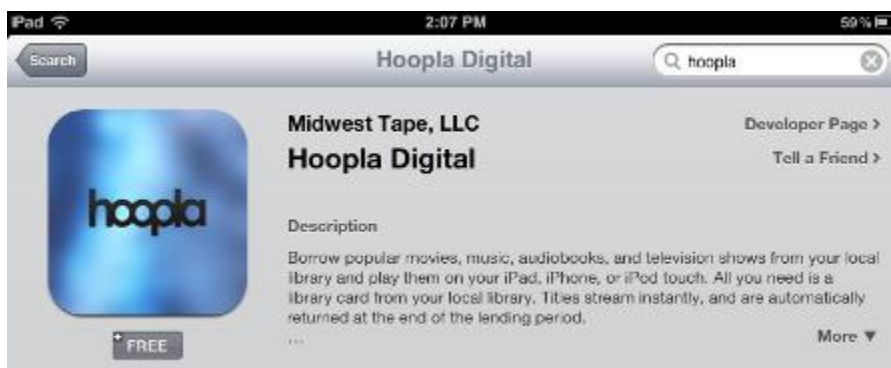 iPad 2:07 PM 59%
Search Hoopla Digital hoopla
hoopla
Midwest Tape, LLC
Developer Page >
Hoopla Digital
Tell a Friend >
Description
Borrow popular movies, music, audiobooks, and television shows from your local
library and play them on your iPad, iPhone, or iPod touch. All you need is a
library card from your local library. Titles stream instantly, and are automatically
returned at the end of the lending period.
...
More ▼
+ FREE